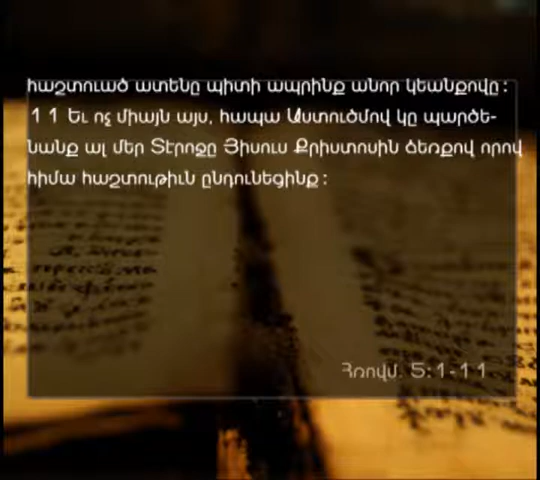 հաշտուած ատենը պիտի ապրինք անոր կեանքովը:
11 Եւ ոչ միայն այս, հապա Աստուծմով կը պարծե-
նանք ալ մեր Տէրոջը Յիսուս Քրիստոսին ձեռքով որով
հիմա հաշտութիւն ընդունեցինք:
Հռովմ. 5:1-11